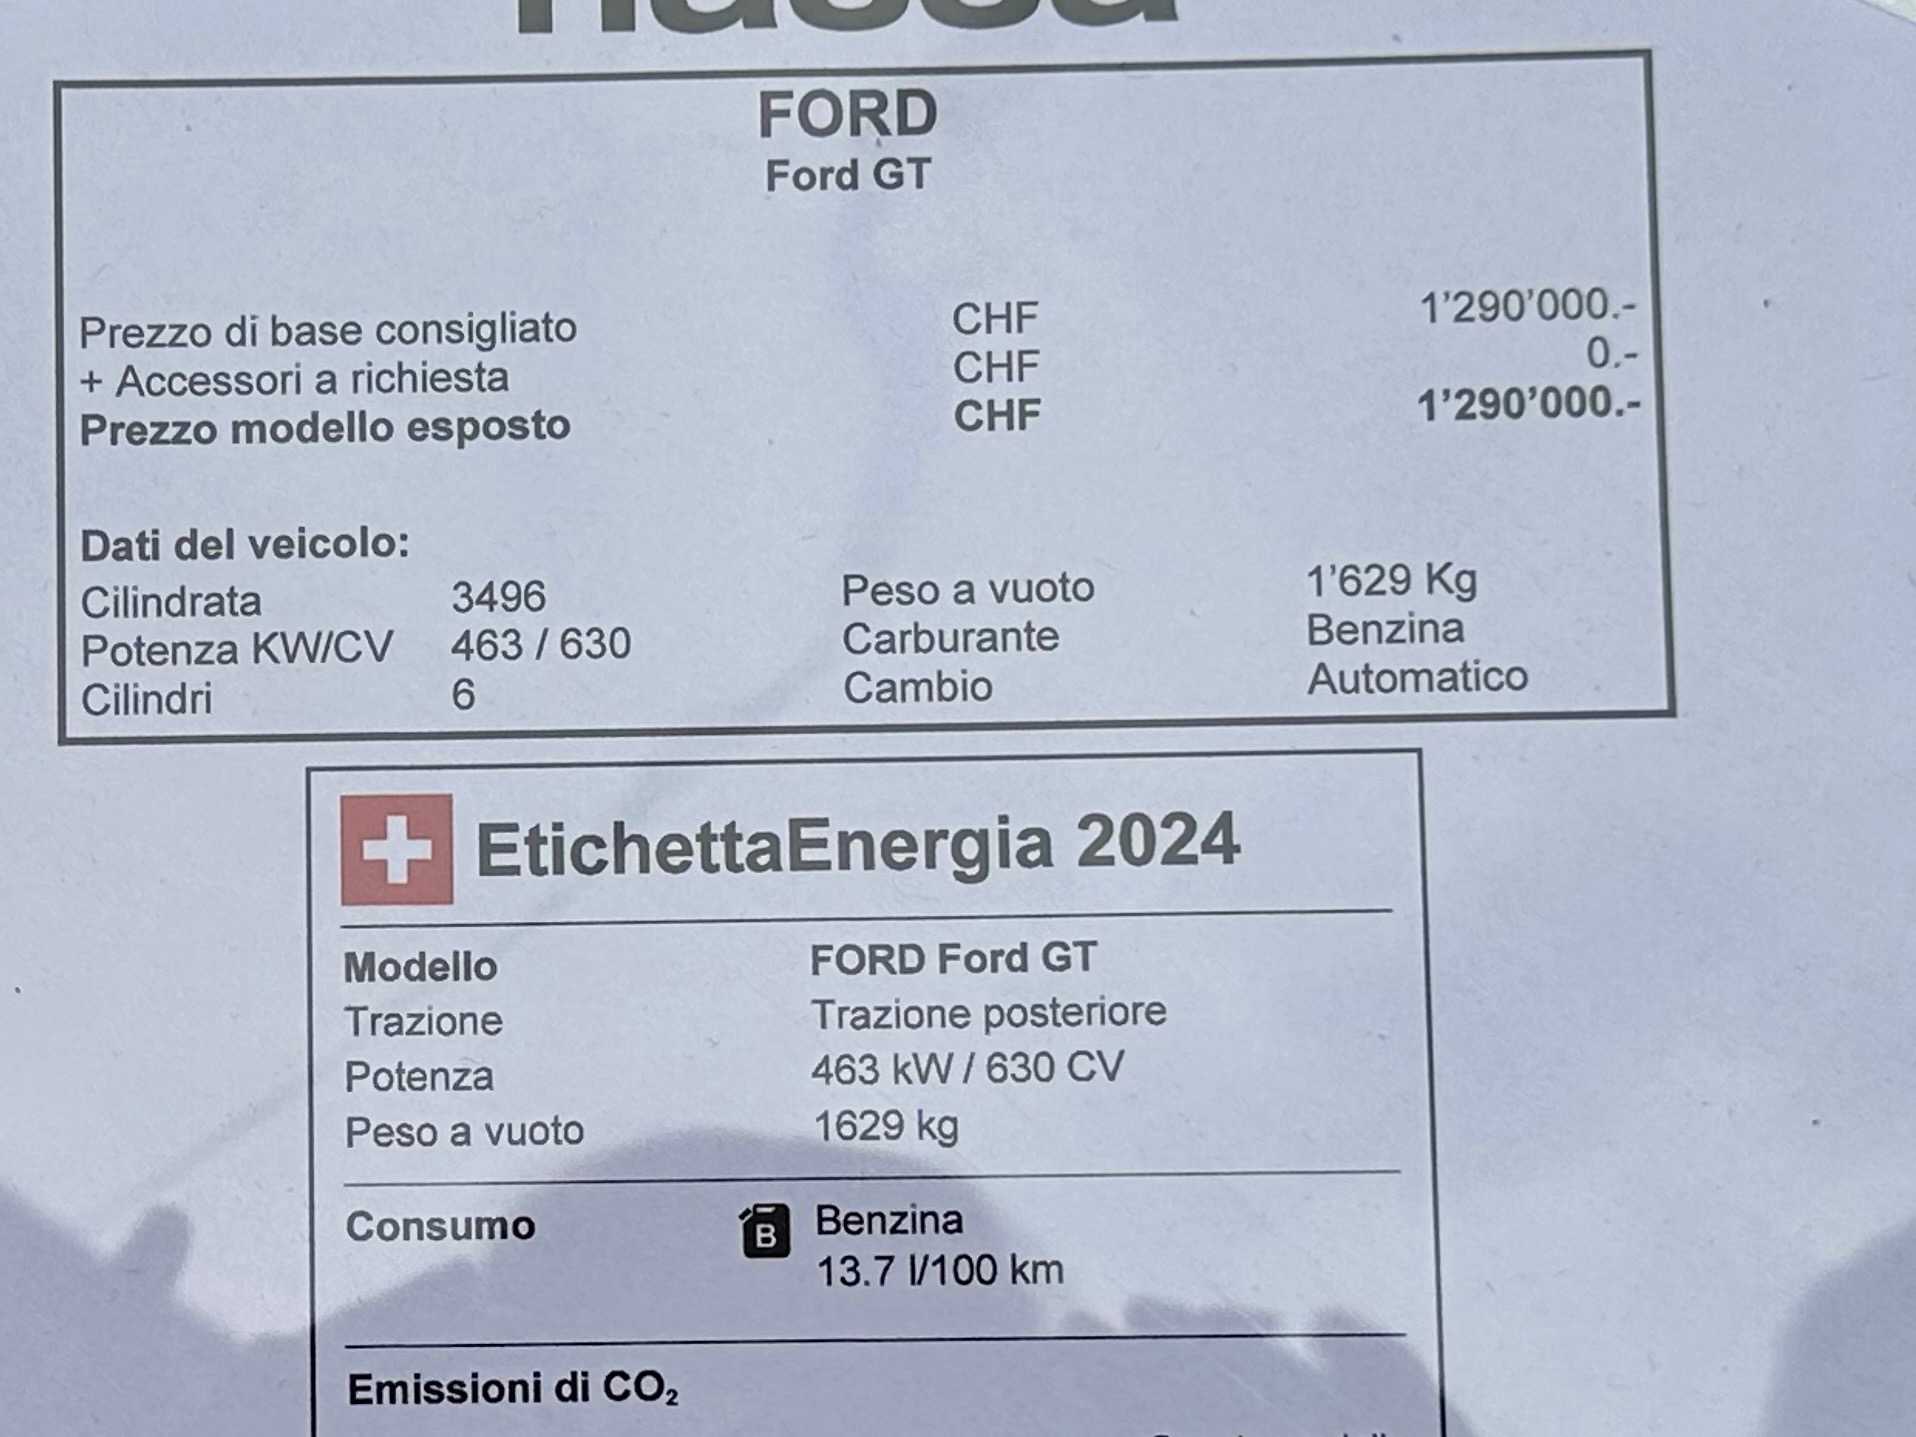 FORD
Ford GT
Prezzo di base consigliato CHF 1'290'000.-
+ Accessori a richiesta CHF 0.-
Prezzo modello esposto CHF 1'290'000.-
Dati del veicolo:
Cilindrata 3496 Peso a vuoto 1'629 Kg
Potenza KW/CV 463 / 630 Carburante Benzina
Cilindri 6 Cambio Automatico
EtichettaEnergia 2024
Modello FORD Ford GT
Trazione Trazione posteriore
Potenza 463 kW / 630 CV
Peso a vuoto 1629 kg
Consumo B Benzina
13.7 l/100 km
Emissioni di CO₂